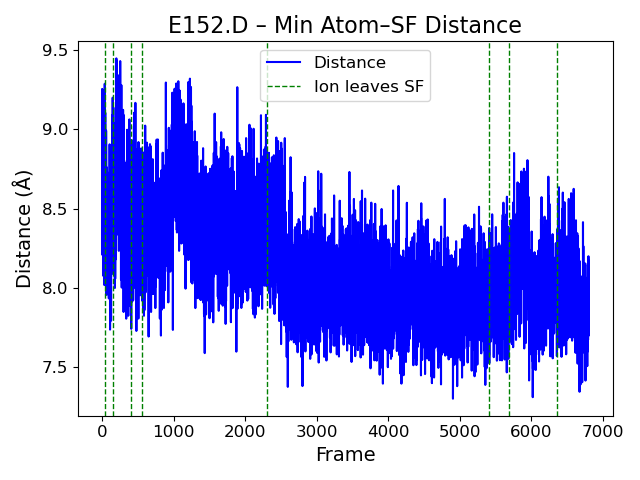 E152.D – Min Atom–SF Distance
Distance
Ion leaves SF
Distance (Å)
9.5
9.0
8.5
8.0
7.5
0 1000 2000 3000 4000 5000 6000 7000
Frame